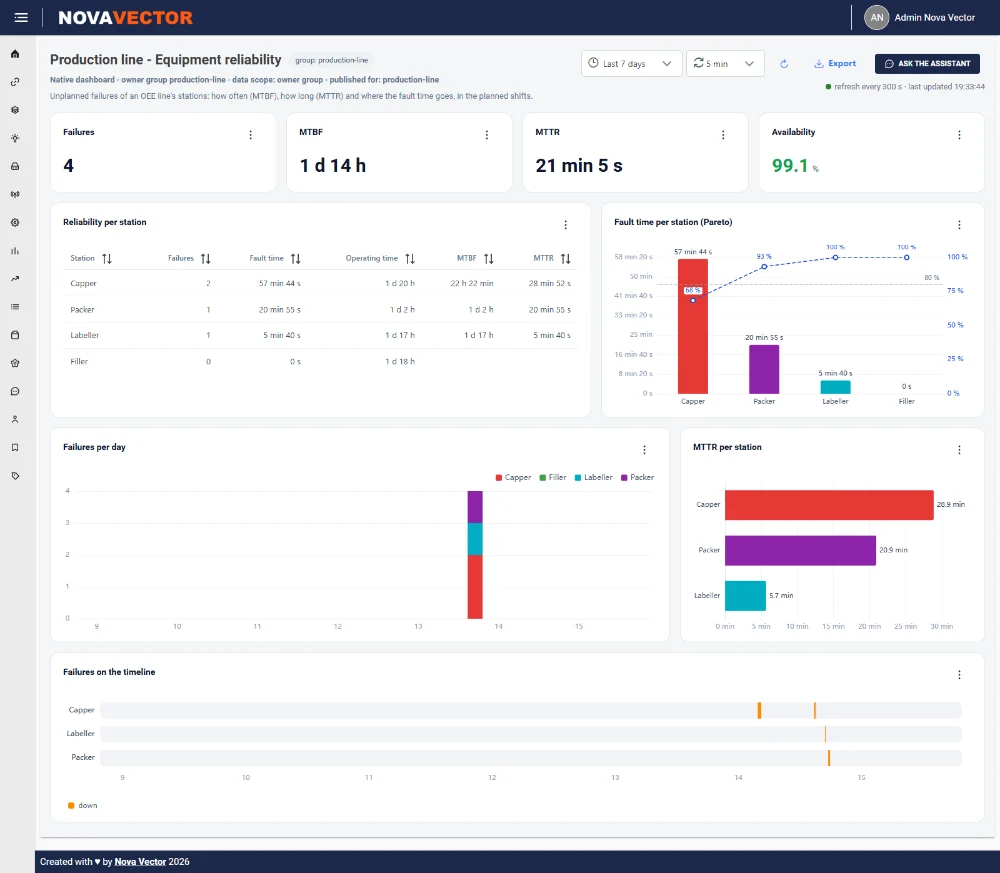 NOVAVECTOR
AN Admin Nova Vector
Production line - Equipment reliability group: production-line
Native dashboard · owner group production-line · data scope: owner group · published for: production-line
Unplanned failures of an OEE line's stations: how often (MTBF), how long (MTTR) and where the fault time goes, in the planned shifts.
Last 7 days 5 min Export ASK THE ASSISTANT
refresh every 300 s - last updated 19:33:44
Failures
4
MTBF
1 d 14 h
MTTR
21 min 5 s
Availability
99.1 %
Reliability per station
Station Failures Fault time Operating time MTBF MTTR
Capper 2 57 min 44 s 1 d 20 h 22 h 22 min 28 min 52 s
Packer 1 20 min 55 s 1 d 2 h 1 d 2 h 20 min 55 s
Labeller 1 5 min 40 s 1 d 17 h 1 d 17 h 5 min 40 s
Filler 0 0 s 1 d 18 h
Fault time per station (Pareto)
58 min 20 s
50 min
41 min 40 s
33 min 20 s
25 min
16 min 40 s
8 min 20 s
0 s
57 min 44 s
20 min 55 s
5 min 40 s
0 s
68 %
93 %
100 %
100 %
80 %
100 %
75 %
50 %
25 %
0 %
Capper Packer Labeller Filler
Failures per day
Capper Filler Labeller Packer
4
3
2
1
0
9 10 11 12 13 14 15
MTTR per station
Capper 28.9 min
Packer 20.9 min
Labeller 5.7 min
0 min 5 min 10 min 15 min 20 min 25 min 30 min
Failures on the timeline
Capper
Labeller
Packer
9 10 11 12 13 14 15
down
Created with ♥ by Nova Vector 2026